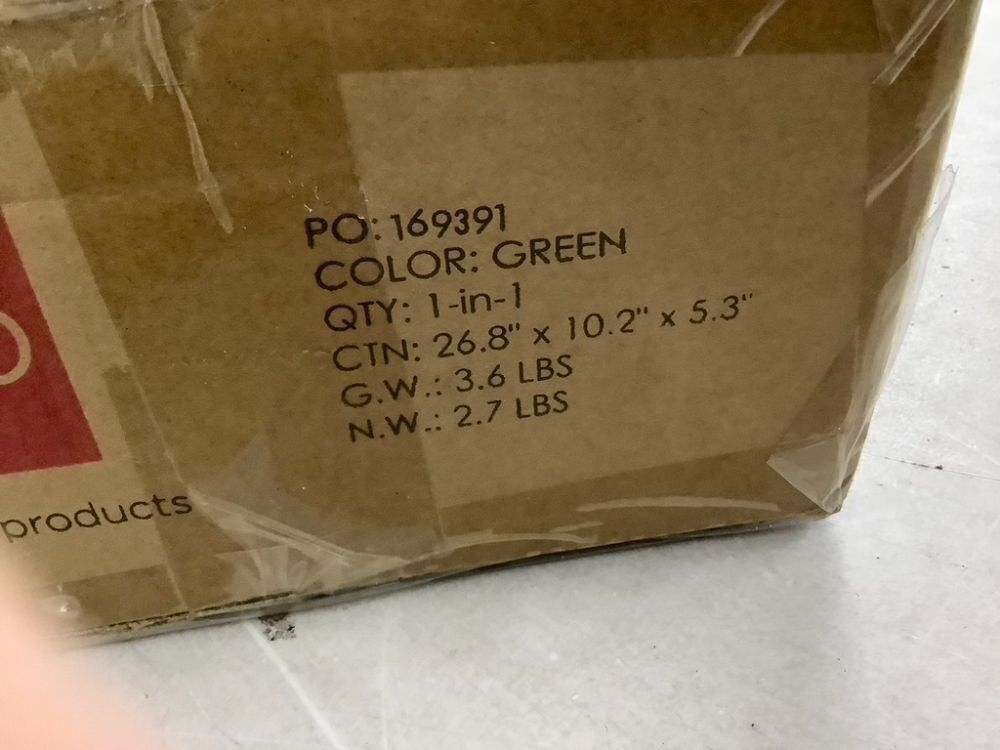 PO: 169391
COLOR: GREEN
QTY: 1-in-1
CTN: 26.8" x 10.2" x 5.3"
G.W.: 3.6 LBS
N.W.: 2.7 LBS
products